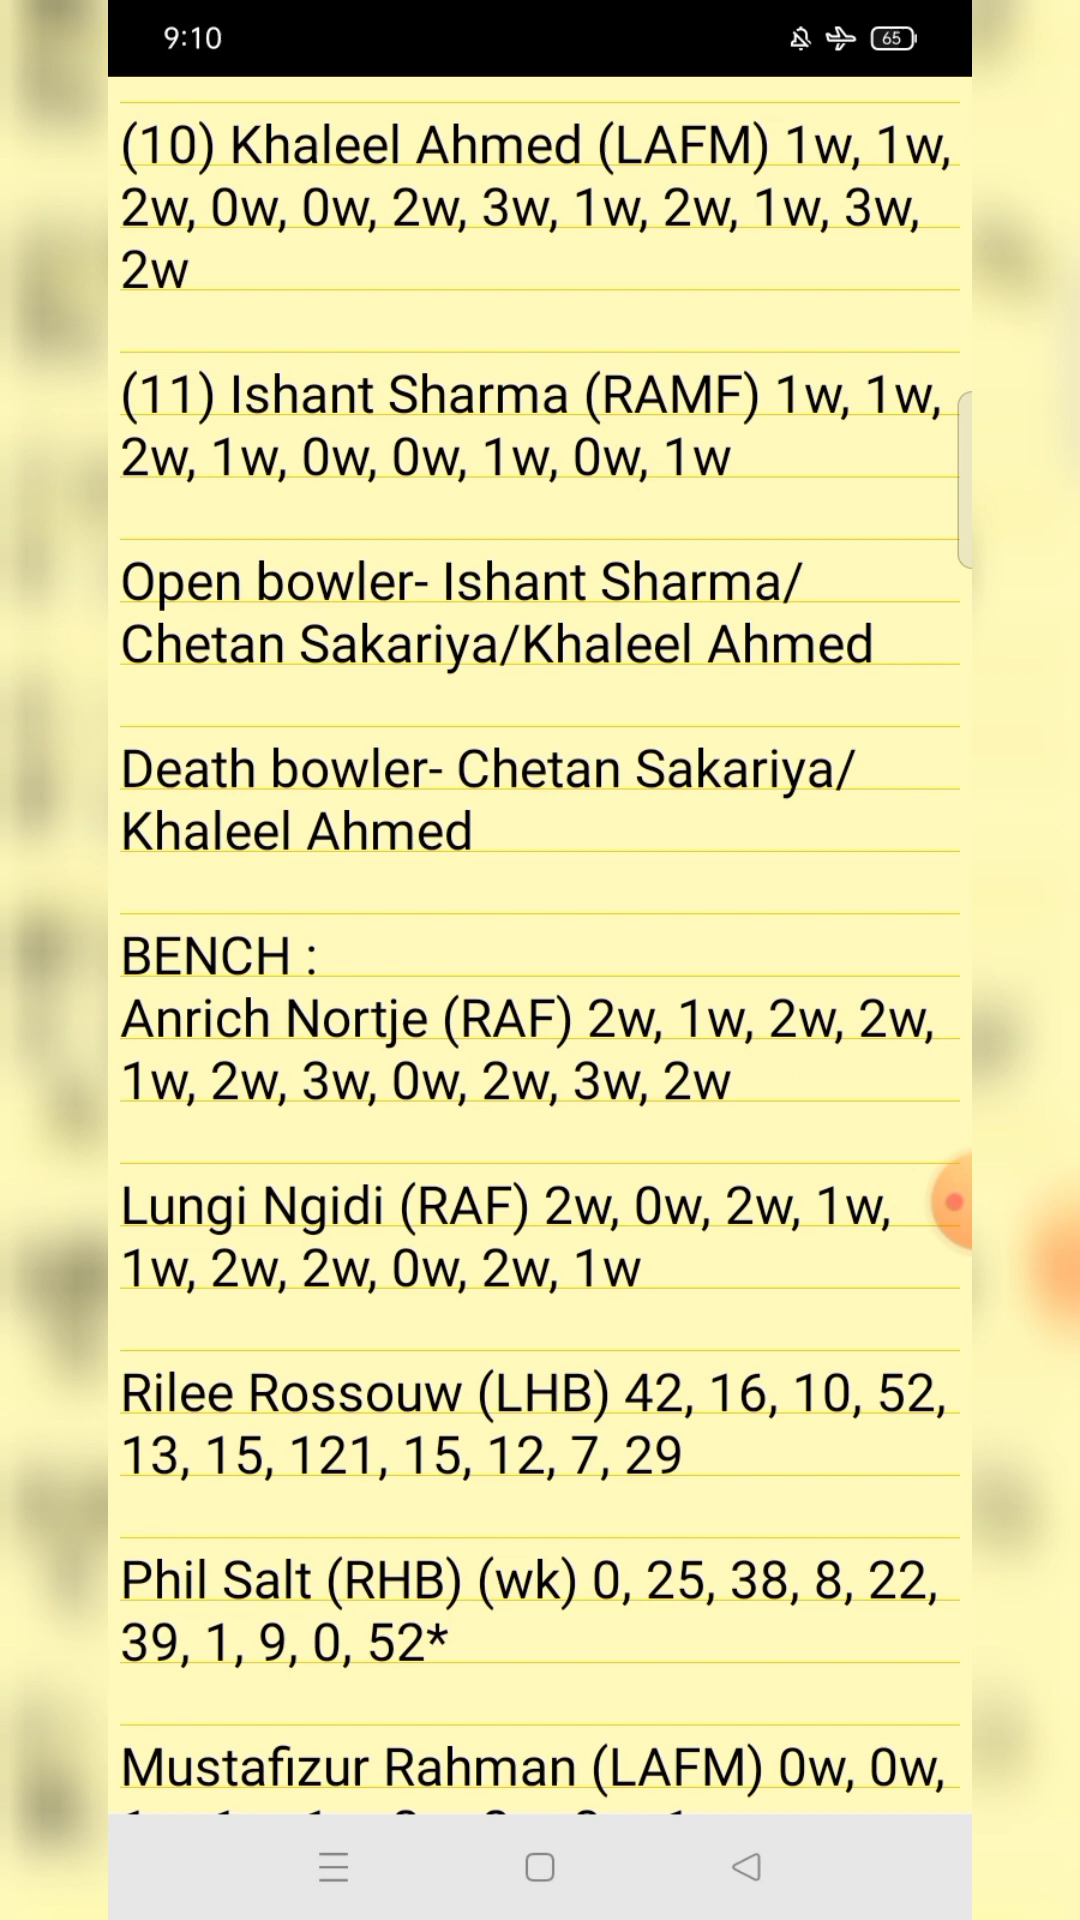 9:10
65
(10) Khaleel Ahmed (LAFM) 1w, 1w,
2w, 0w, 0w, 2w, 3w, 1w, 2w, 1w, 3w,
2w
(11) Ishant Sharma (RAMF) 1w, 1w,
2w, 1w, 0w, 0w, 1w, 0w, 1w
Open bowler- Ishant Sharma/
Chetan Sakariya/Khaleel Ahmed
Death bowler- Chetan Sakariya/
Khaleel Ahmed
BENCH :
Anrich Nortje (RAF) 2w, 1w, 2w, 2w,
1w, 2w, 3w, 0w, 2w, 3w, 2w
Lungi Ngidi (RAF) 2w, 0w, 2w, 1w,
1w, 2w, 2w, 0w, 2w, 1w
Rilee Rossouw (LHB) 42, 16, 10, 52,
13, 15, 121, 15, 12, 7, 29
Phil Salt (RHB) (wk) 0, 25, 38, 8, 22,
39, 1, 9, 0, 52*
Mustafizur Rahman (LAFM) 0w, 0w,